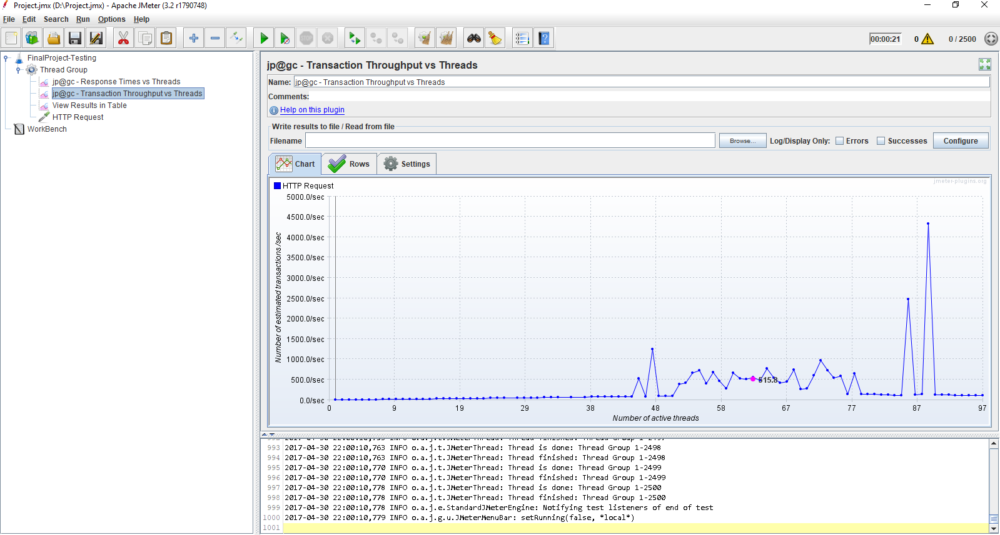 Project.jmx (D:\Project.jmx) - Apache JMeter (3.2 r1790748)
File Edit Search Run Options Help
STOP
00:00:21 0 0 / 2500
FinalProject-Testing
Thread Group
jp@gc - Response Times vs Threads
jp@gc - Transaction Throughput vs Threads
View Results in Table
HTTP Request
WorkBench
jp@gc - Transaction Throughput vs Threads
Name: jp@gc - Transaction Throughput vs Threads
Comments:
Help on this plugin
Write results to file / Read from file
Filename Browse... Log/Display Only: Errors Successes Configure
Chart Rows Settings
HTTP Request
jmeter-plugins.org
5000.0/sec
4500.0/sec
4000.0/sec
3500.0/sec
3000.0/sec
2500.0/sec
2000.0/sec
1500.0/sec
1000.0/sec
500.0/sec
0.0/sec
Number of estimated transactions /sec
515.8
0 9 19 29 38 48 58 67 77 87 97
Number of active threads
993 2017-04-30 22:00:10,763 INFO o.a.j.t.JMeterThread: Thread is done: Thread Group 1-2498
994 2017-04-30 22:00:10,763 INFO o.a.j.t.JMeterThread: Thread finished: Thread Group 1-2498
995 2017-04-30 22:00:10,770 INFO o.a.j.t.JMeterThread: Thread is done: Thread Group 1-2499
996 2017-04-30 22:00:10,770 INFO o.a.j.t.JMeterThread: Thread finished: Thread Group 1-2499
997 2017-04-30 22:00:10,778 INFO o.a.j.t.JMeterThread: Thread is done: Thread Group 1-2500
998 2017-04-30 22:00:10,778 INFO o.a.j.t.JMeterThread: Thread finished: Thread Group 1-2500
999 2017-04-30 22:00:10,778 INFO o.a.j.e.StandardJMeterEngine: Notifying test listeners of end of test
1000 2017-04-30 22:00:10,779 INFO o.a.j.g.u.JMeterMenuBar: setRunning(false, *local*)
1001